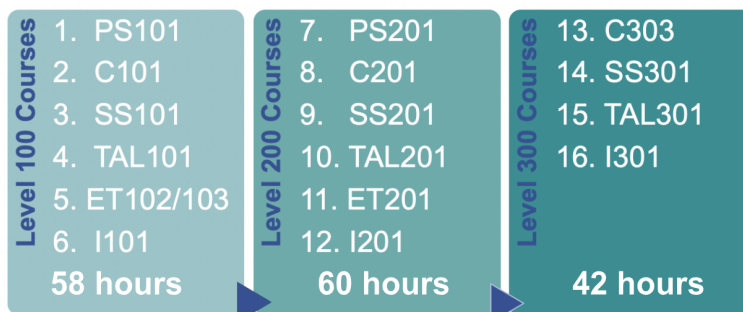 Level 100 Courses
1. PS101
2. C101
3. SS101
4. TAL101
5. ET102/103
6. I101
58 hours
Level 200 Courses
7. PS201
8. C201
9. SS201
10. TAL201
11. ET201
12. I201
60 hours
Level 300 Courses
13. C303
14. SS301
15. TAL301
16. I301
42 hours